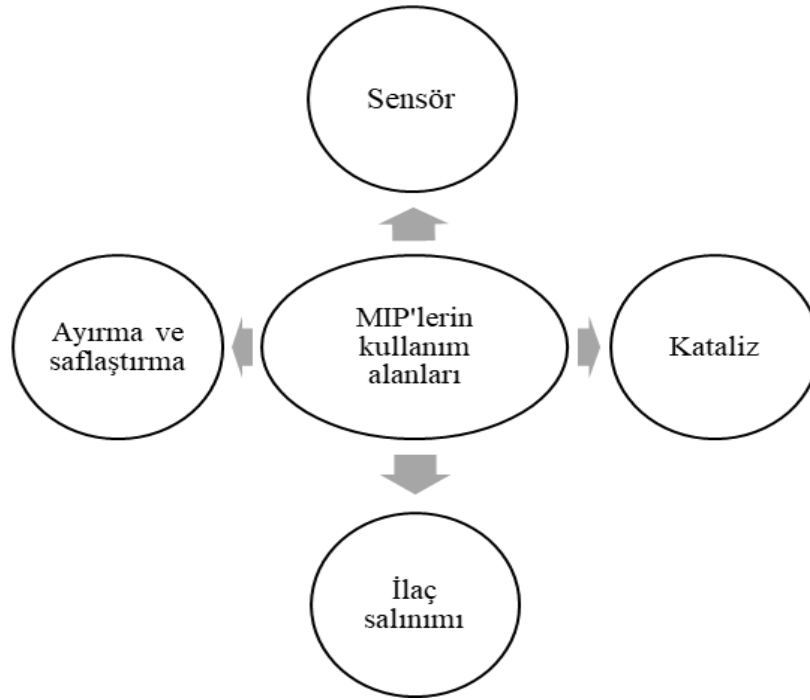 Sensör
Ayırma ve
saflaştırma
MIP'lerin
kullanım
alanları
Kataliz
İlaç
salınımı